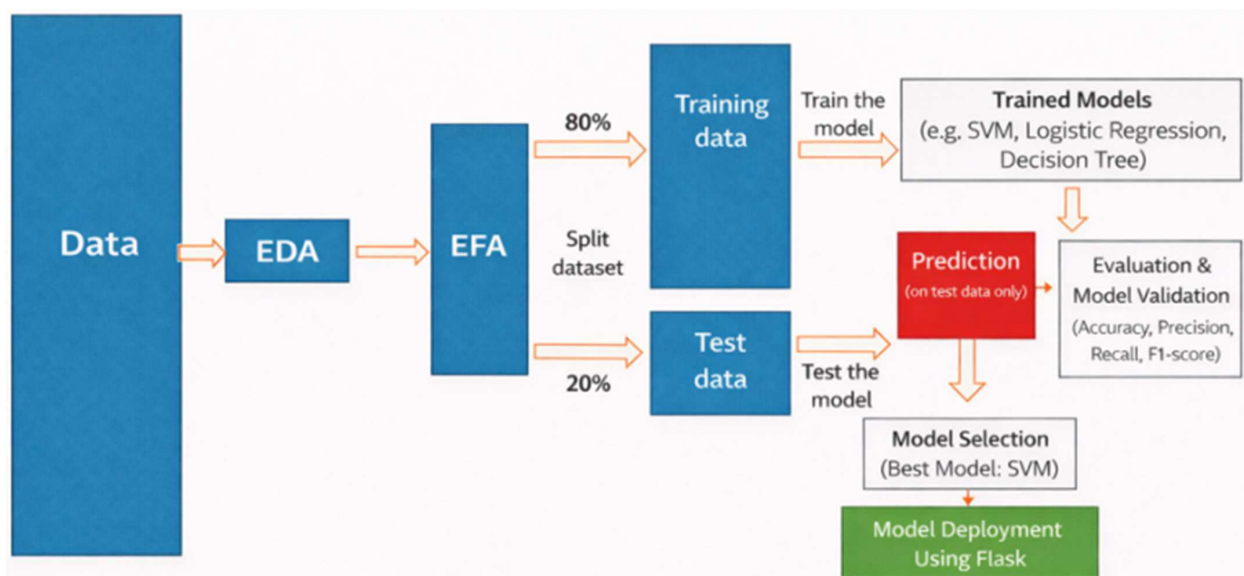 Data
EDA
EFA
80%
Split
dataset
20%
Training
data
Test
data
Train the
model
Test the
model
Trained Models
(e.g. SVM, Logistic Regression,
Decision Tree)
Prediction
(on test data only)
Evaluation &
Model Validation
(Accuracy, Precision,
Recall, F1-score)
Model Selection
(Best Model: SVM)
Model Deployment
Using Flask